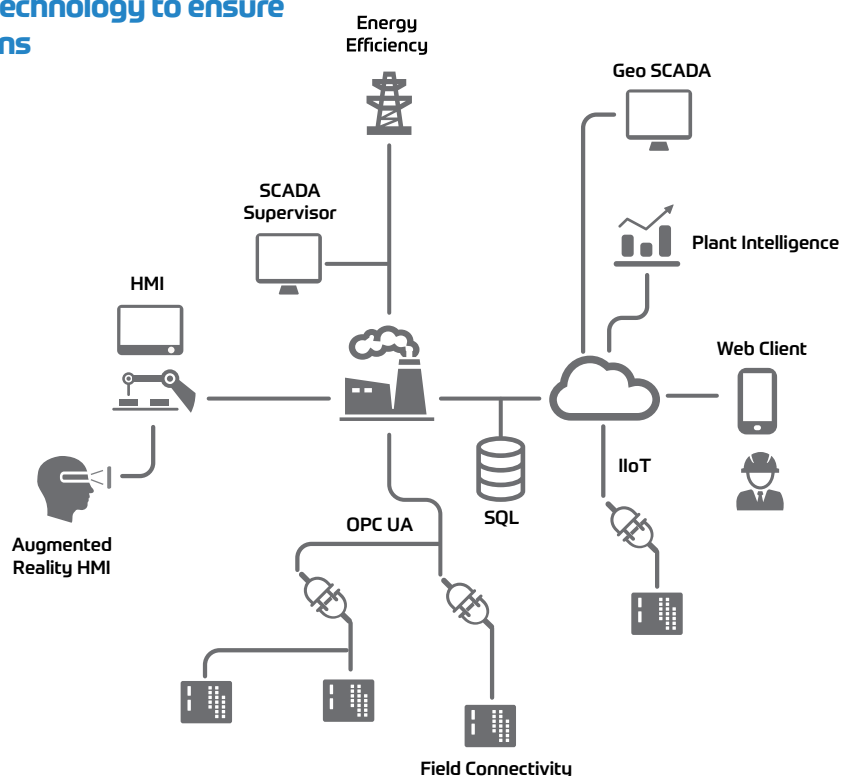 technology to ensure
ns
Energy
Efficiency
Geo SCADA
SCADA
Supervisor
Plant Intelligence
HMI
Web Client
IIoT
SQL
OPC UA
Augmented
Reality HMI
Field Connectivity